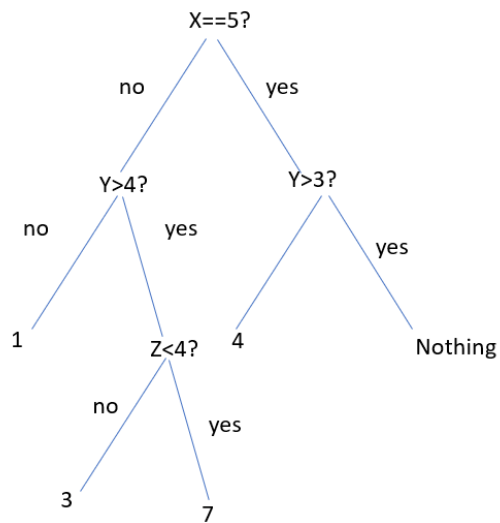 X==5?
no
yes
Y>4?
Y>3?
no
yes
yes
1
Z<4?
4
Nothing
no
yes
3
7